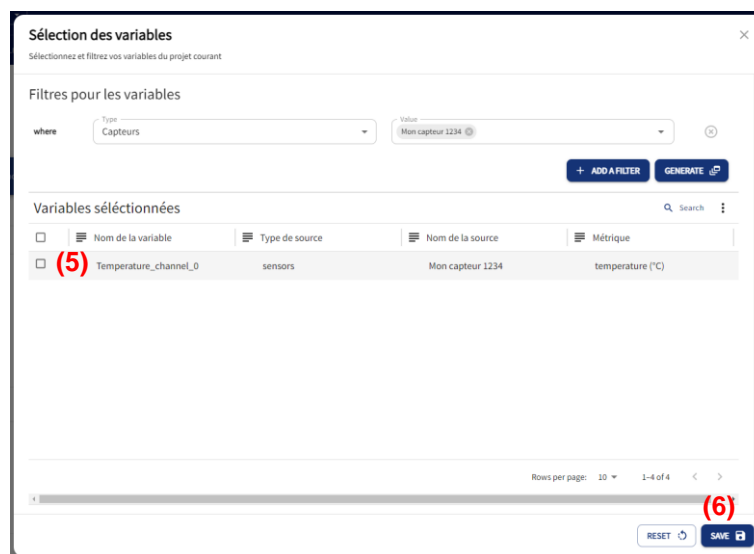 Sélection des variables
Sélectionnez et filtrez vos variables du projet courant
Filtres pour les variables
where
Type
Capteurs
Value
Mon capteur 1234
+ ADD A FILTER
GENERATE
Variables séléctionnées
Search
Nom de la variable
Type de source
Nom de la source
Métrique
(5)
Temperature_channel_0
sensors
Mon capteur 1234
temperature (°C)
Rows per page: 10
1–4 of 4
(6)
RESET
SAVE